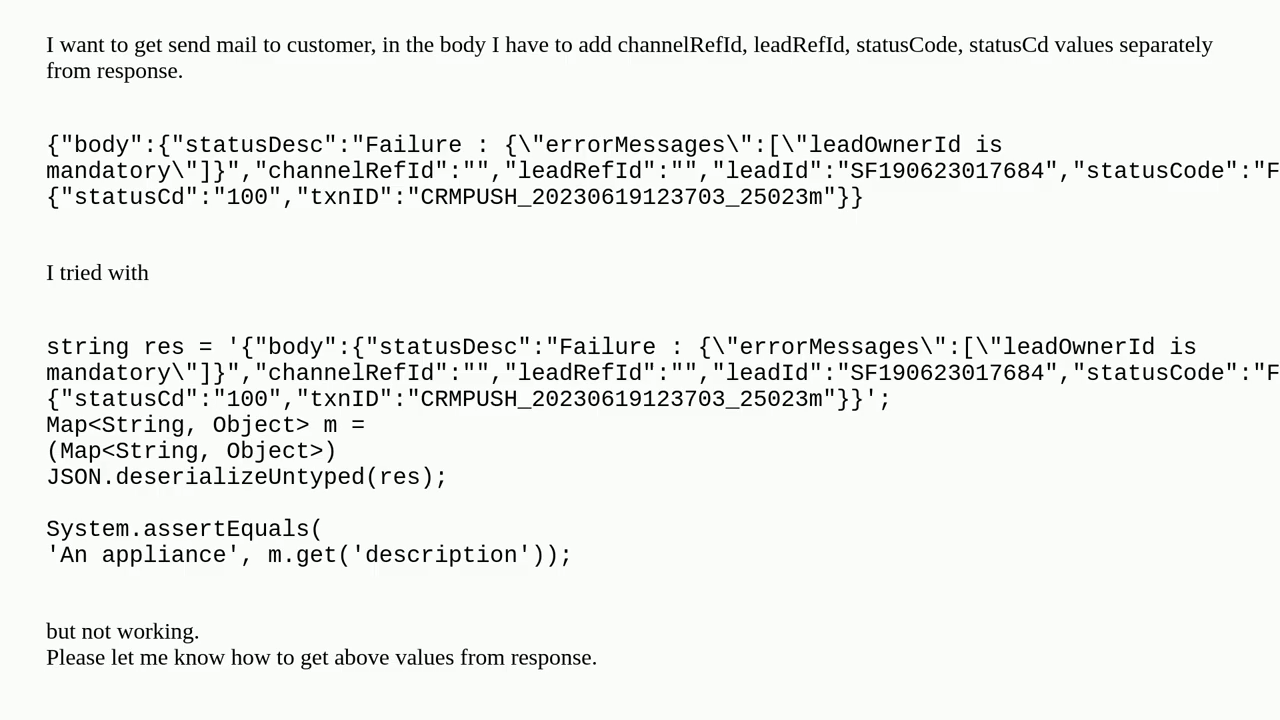 I want to get send mail to customer, in the body I have to add channelRefId, leadRefId, statusCode, statusCd values separately
from response.
{"body":{"statusDesc":"Failure : {\"errorMessages\":[\"leadOwnerId is
mandatory\"]}","channelRefId":"","leadRefId":"","leadId":"SF190623017684","statusCode":"F
{"statusCd":"100","txnID":"CRMPUSH_20230619123703_25023m"}}
I tried with
string res = '{"body":{"statusDesc":"Failure : {\"errorMessages\":[\"leadOwnerId is
mandatory\"]}","channelRefId":"","leadRefId":"","leadId":"SF190623017684","statusCode":"F
{"statusCd":"100","txnID":"CRMPUSH_20230619123703_25023m"}}';
Map<String, Object> m =
(Map<String, Object>)
JSON.deserializeUntyped(res);
System.assertEquals(
'An appliance', m.get('description'));
but not working.
Please let me know how to get above values from response.